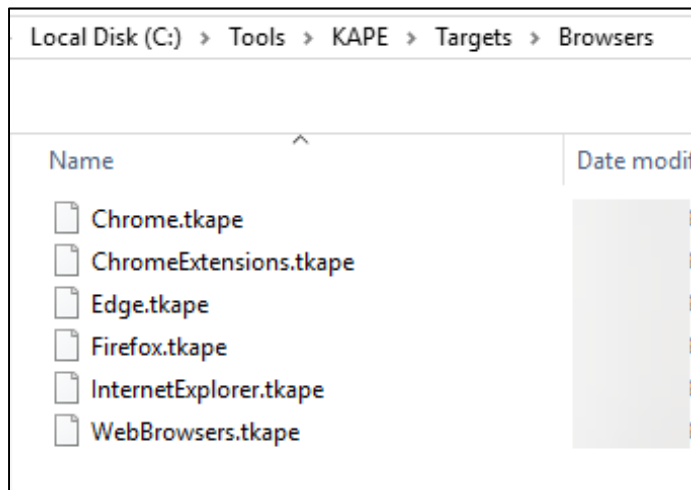 Local Disk (C:) > Tools > KAPE > Targets > Browsers
Name Date modif
Chrome.tkape
ChromeExtensions.tkape
Edge.tkape
Firefox.tkape
InternetExplorer.tkape
WebBrowsers.tkape